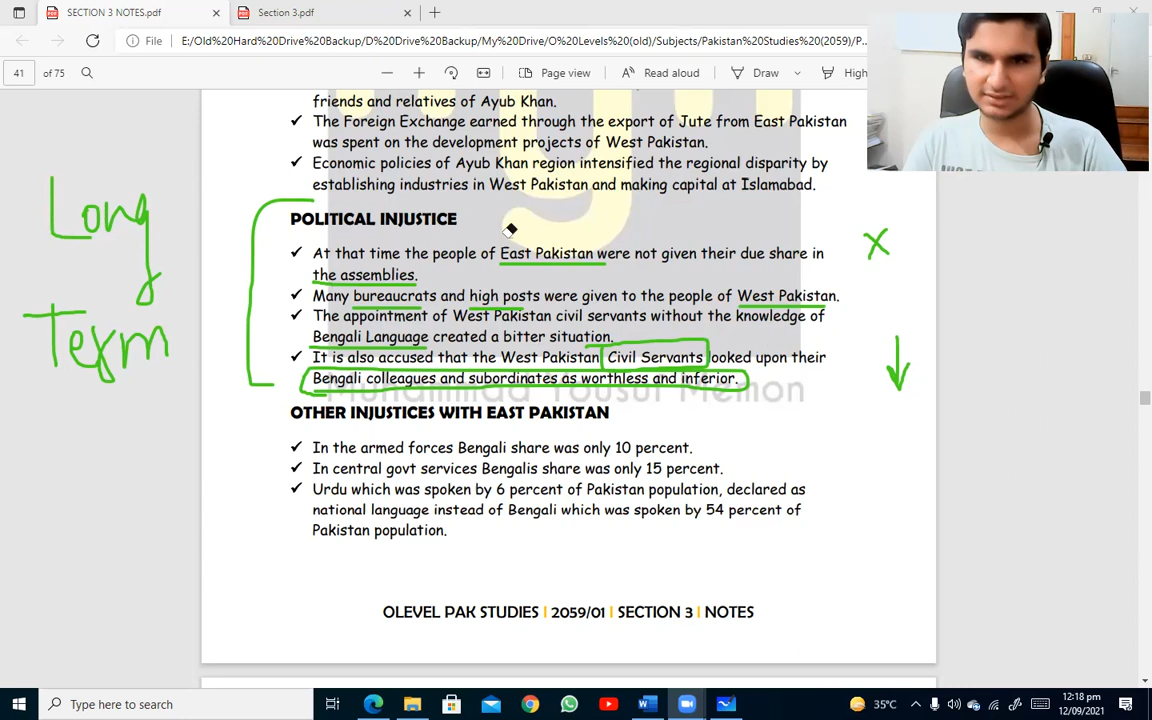 SECTION 3 NOTES.pdf
Section 3.pdf
File
E:/Old%20Hard%20Drive%20Backup/D%20Drive%20Backup/My%20Drive/O%20Levels%20(old)/Subjects/Pakistan%20Studies%20(2059)/P...
41 of 75
Page view
Read aloud
Draw
High
friends and relatives of Ayub Khan.
✓ The Foreign Exchange earned through the export of Jute from East Pakistan
was spent on the development projects of West Pakistan.
✓ Economic policies of Ayub Khan region intensified the regional disparity by
establishing industries in West Pakistan and making capital at Islamabad.
Long
Term
POLITICAL INJUSTICE
✓ At that time the people of East Pakistan were not given their due share in
the assemblies.
✓ Many bureaucrats and high posts were given to the people of West Pakistan.
✓ The appointment of West Pakistan civil servants without the knowledge of
Bengali Language created a bitter situation.
✓ It is also accused that the West Pakistan Civil Servants looked upon their
Bengali colleagues and subordinates as worthless and inferior.
Muhammad Yousuf Memon
OTHER INJUSTICES WITH EAST PAKISTAN
✓ In the armed forces Bengali share was only 10 percent.
✓ In central govt services Bengalis share was only 15 percent.
✓ Urdu which was spoken by 6 percent of Pakistan population, declared as
national language instead of Bengali which was spoken by 54 percent of
Pakistan population.
OLEVEL PAK STUDIES | 2059/01 | SECTION 3 | NOTES
Type here to search
35°C
12:18 pm
12/09/2021